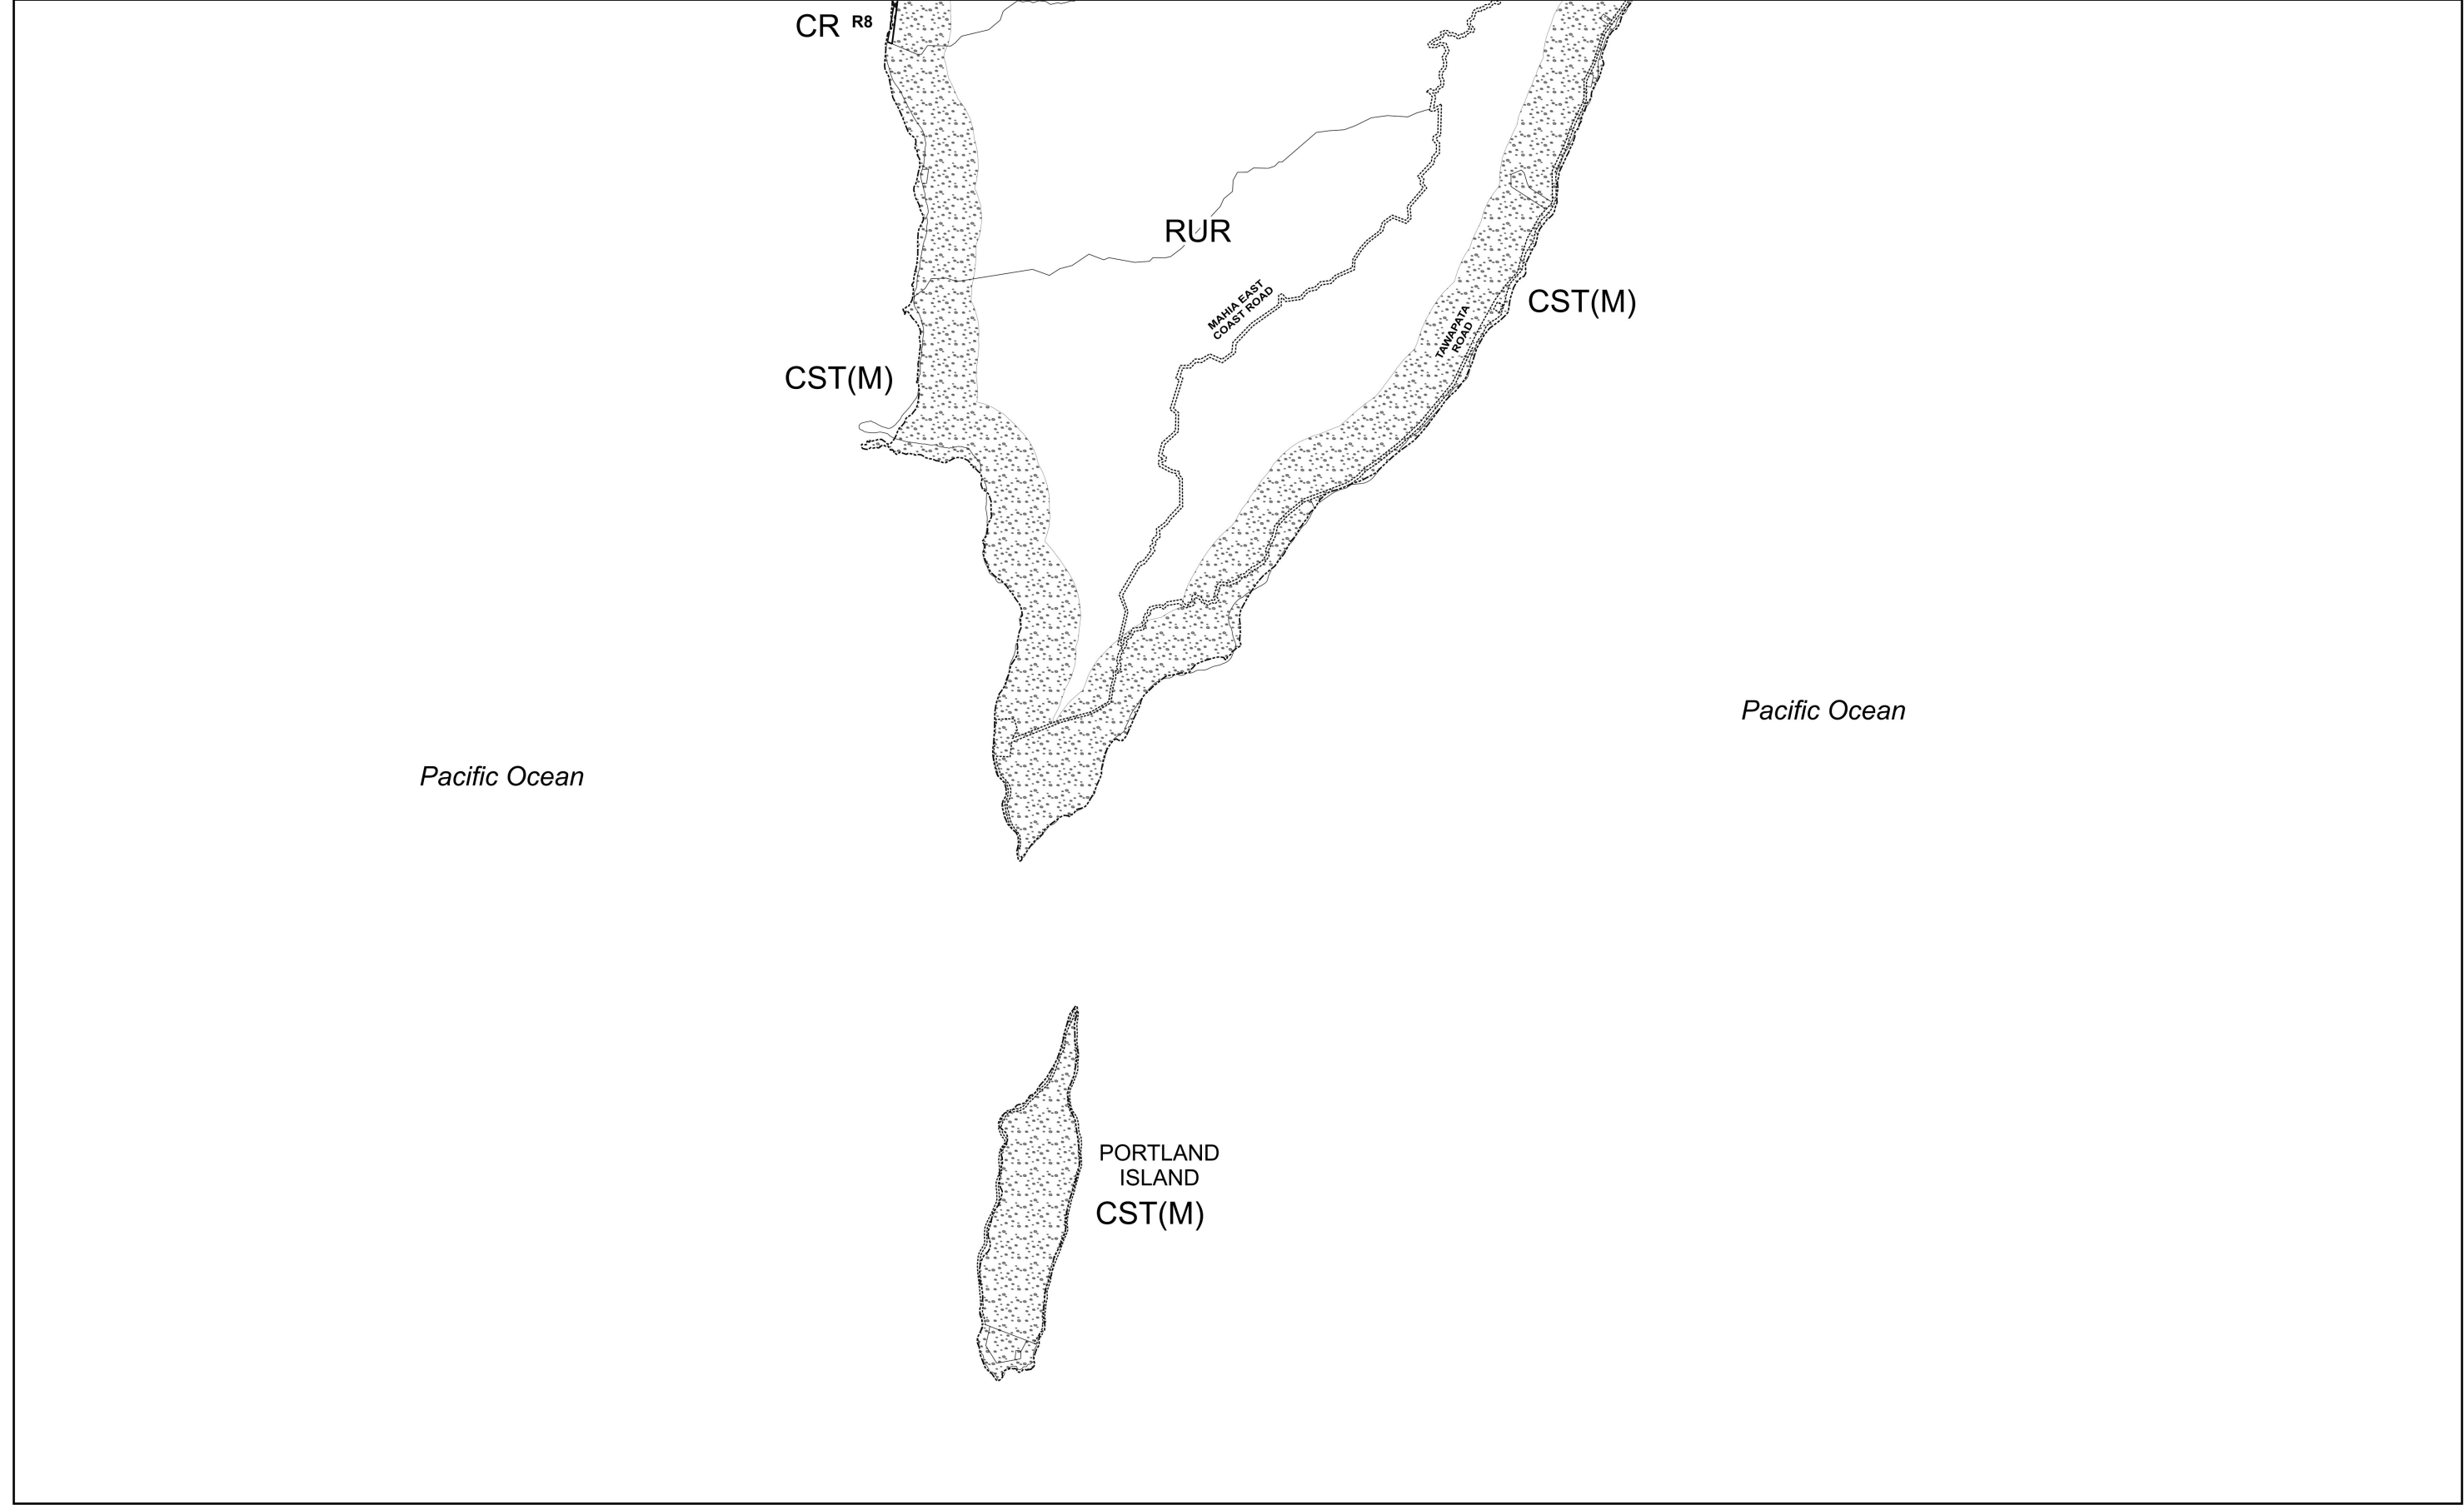 CR R8
RUR
MAHIA EAST
COAST ROAD
CST(M)
TAWAPATA
ROAD
CST(M)
Pacific Ocean
Pacific Ocean
PORTLAND
ISLAND
CST(M)